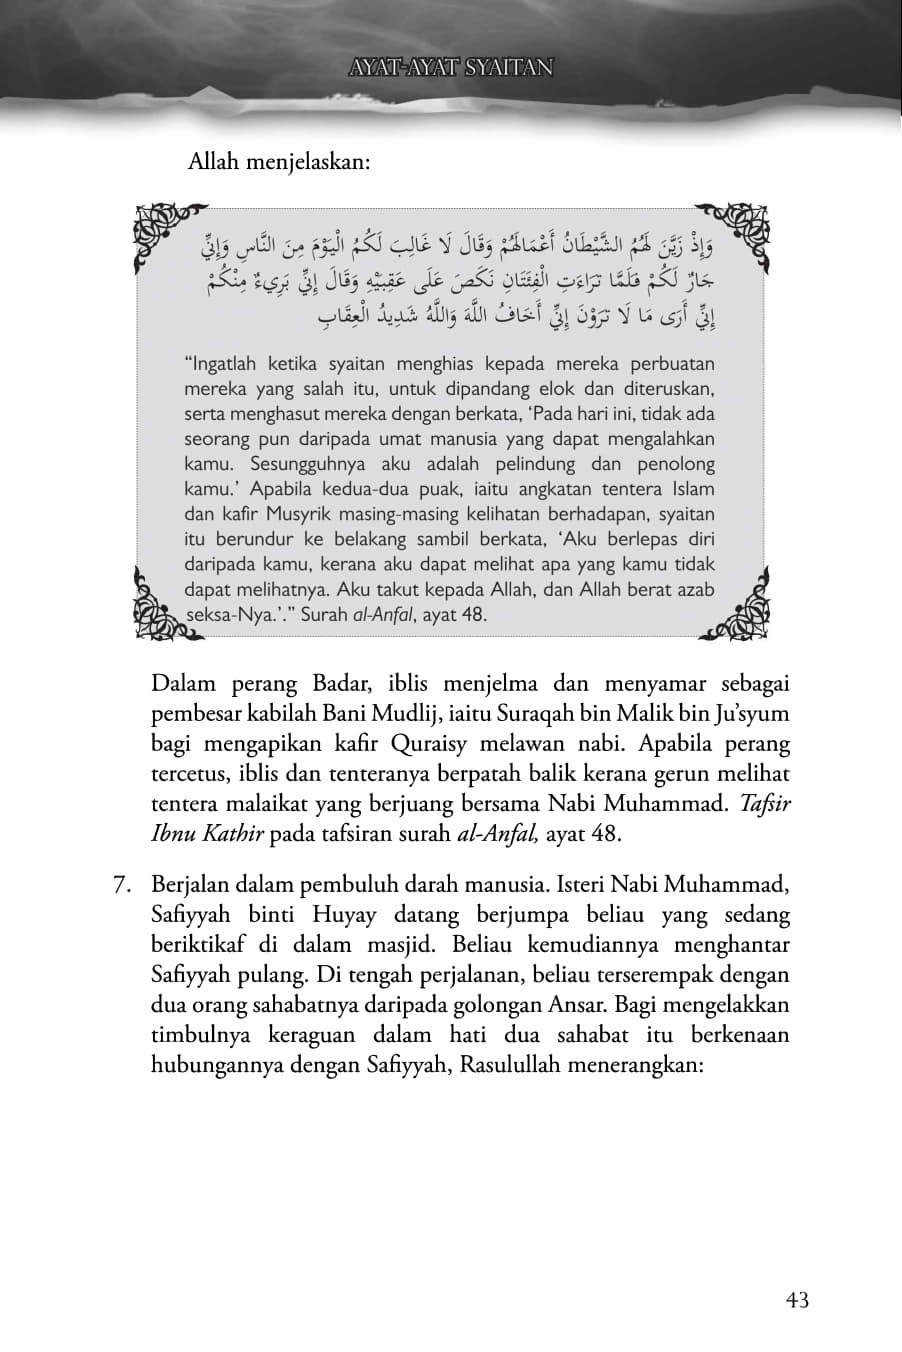 AYAT-AYAT SYAITAN
Allah menjelaskan:
وَإِذْ زَيَّنَ لَهُمُ الشَّيْطَانُ أَعْمَالَهُمْ وَقَالَ لَا غَالِبَ لَكُمُ الْيَوْمَ مِنَ النَّاسِ وَإِنِّي
جَارٌ لَكُمْ فَلَمَّا تَرَاءَتِ الْفِئَتَانِ نَكَصَ عَلَى عَقِبَيْهِ وَقَالَ إِنِّي بَرِيءٌ مِنْكُمْ
إِنِّي أَرَى مَا لَا تَرَوْنَ إِنِّي أَخَافُ اللَّهَ وَاللَّهُ شَدِيدُ الْعِقَابِ
“Ingatlah ketika syaitan menghias kepada mereka perbuatan
mereka yang salah itu, untuk dipandang elok dan diteruskan,
serta menghasut mereka dengan berkata, ‘Pada hari ini, tidak ada
seorang pun daripada umat manusia yang dapat mengalahkan
kamu. Sesungguhnya aku adalah pelindung dan penolong
kamu.’ Apabila kedua-dua puak, iaitu angkatan tentera Islam
dan kafir Musyrik masing-masing kelihatan berhadapan, syaitan
itu berundur ke belakang sambil berkata, ‘Aku berlepas diri
daripada kamu, kerana aku dapat melihat apa yang kamu tidak
dapat melihatnya. Aku takut kepada Allah, dan Allah berat azab
seksa-Nya.’.” Surah al-Anfal, ayat 48.
Dalam perang Badar, iblis menjelma dan menyamar sebagai
pembesar kabilah Bani Mudlij, iaitu Suraqah bin Malik bin Ju’syum
bagi mengapikan kafir Quraisy melawan nabi. Apabila perang
tercetus, iblis dan tenteranya berpatah balik kerana gerun melihat
tentera malaikat yang berjuang bersama Nabi Muhammad. Tafsir
Ibnu Kathir pada tafsiran surah al-Anfal, ayat 48.
7. Berjalan dalam pembuluh darah manusia. Isteri Nabi Muhammad,
Safiyyah binti Huyay datang berjumpa beliau yang sedang
beriktikaf di dalam masjid. Beliau kemudiannya menghantar
Safiyyah pulang. Di tengah perjalanan, beliau terserempak dengan
dua orang sahabatnya daripada golongan Ansar. Bagi mengelakkan
timbulnya keraguan dalam hati dua sahabat itu berkenaan
hubungannya dengan Safiyyah, Rasulullah menerangkan:
43